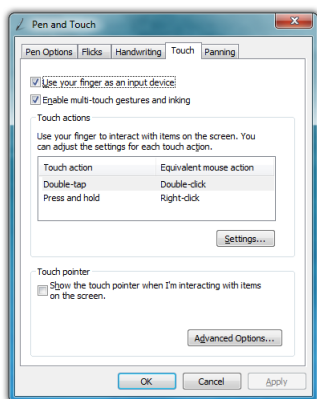 Pen and Touch
Pen Options Flicks Handwriting Touch Panning
Use your finger as an input device
Enable multi-touch gestures and inking
Touch actions
Use your finger to interact with items on the screen. You
can adjust the settings for each touch action.
Touch action Equivalent mouse action
Double-tap Double-click
Press and hold Right-click
Settings...
Touch pointer
Show the touch pointer when I'm interacting with items
on the screen.
Advanced Options...
OK Cancel Apply